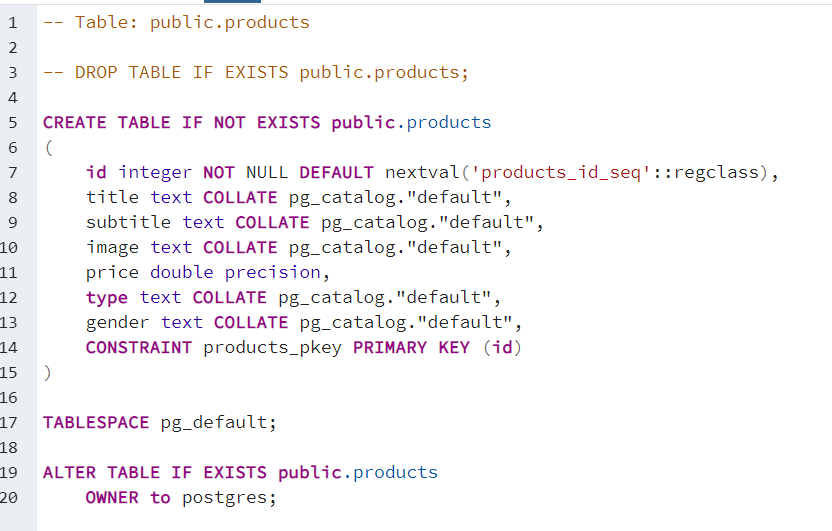 1 -- Table: public.products
2
3 -- DROP TABLE IF EXISTS public.products;
4
5 CREATE TABLE IF NOT EXISTS public.products
6 (
7     id integer NOT NULL DEFAULT nextval('products_id_seq'::regclass),
8     title text COLLATE pg_catalog."default",
9     subtitle text COLLATE pg_catalog."default",
10     image text COLLATE pg_catalog."default",
11     price double precision,
12     type text COLLATE pg_catalog."default",
13     gender text COLLATE pg_catalog."default",
14     CONSTRAINT products_pkey PRIMARY KEY (id)
15 )
16
17 TABLESPACE pg_default;
18
19 ALTER TABLE IF EXISTS public.products
20     OWNER to postgres;